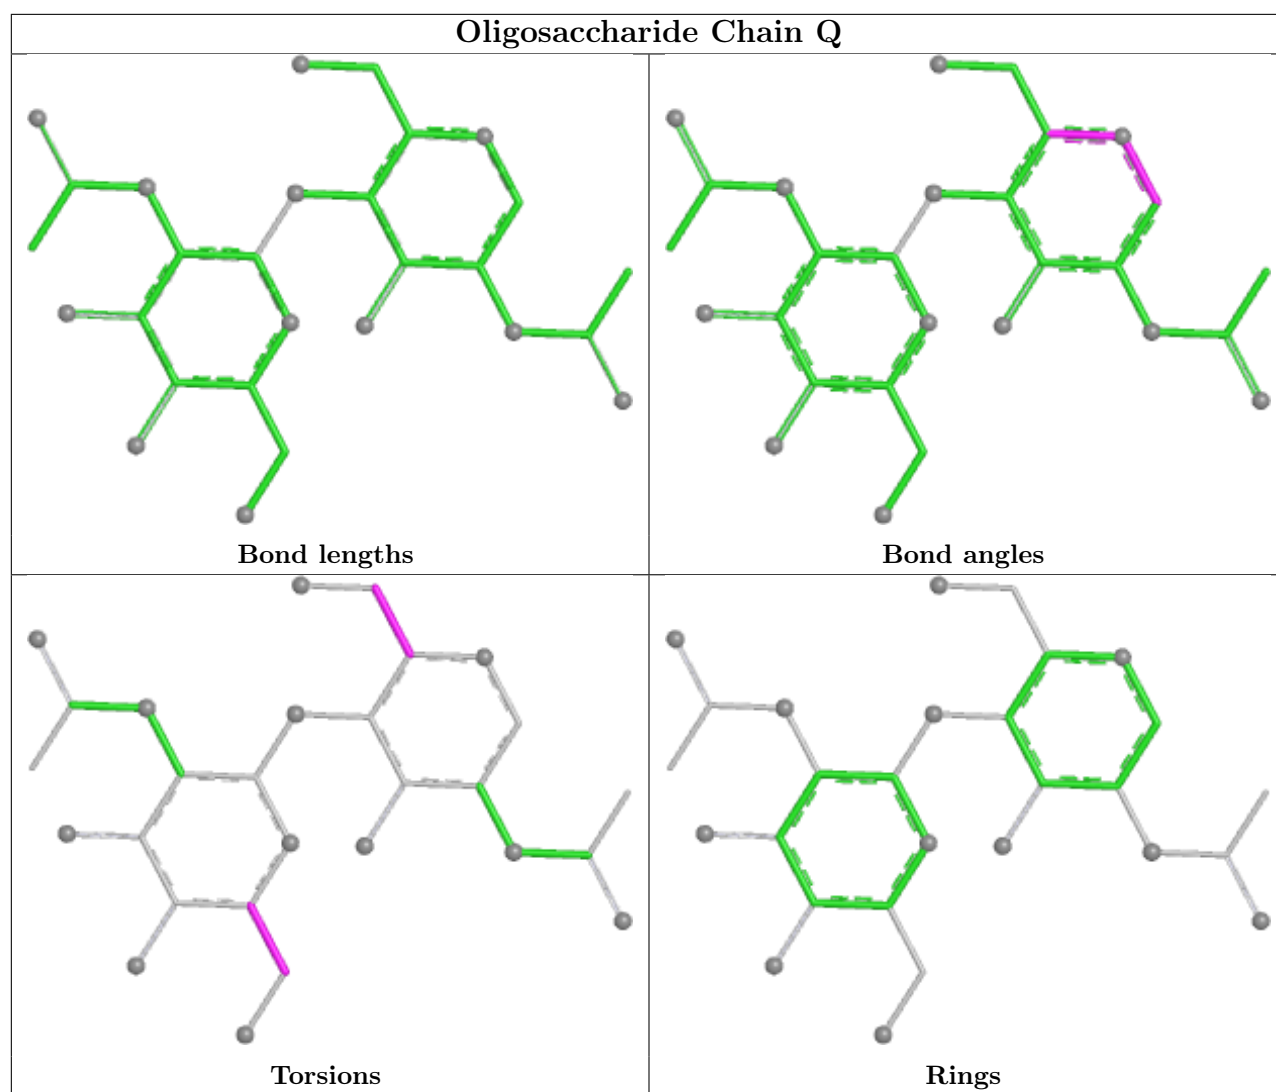 Oligosaccharide Chain Q
Bond lengths
Bond angles
Torsions
Rings